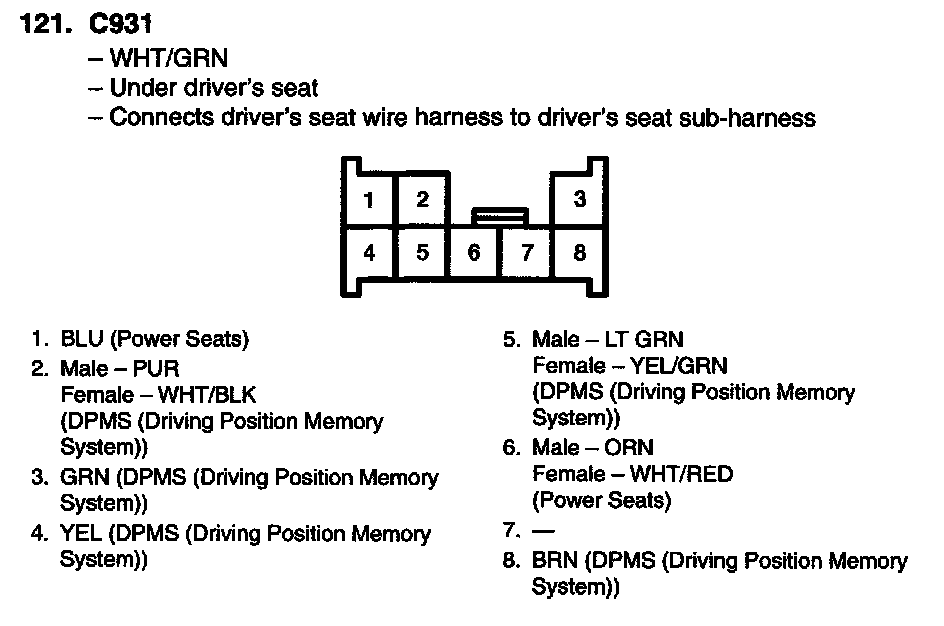 121. C931
– WHT/GRN
– Under driver's seat
– Connects driver's seat wire harness to driver's seat sub-harness
1 2 3
4 5 6 7 8
1. BLU (Power Seats)
2. Male – PUR
Female – WHT/BLK
(DPMS (Driving Position Memory
System))
3. GRN (DPMS (Driving Position Memory
System))
4. YEL (DPMS (Driving Position Memory
System))
5. Male – LT GRN
Female – YEL/GRN
(DPMS (Driving Position Memory
System))
6. Male – ORN
Female – WHT/RED
(Power Seats)
7. —
8. BRN (DPMS (Driving Position Memory
System))